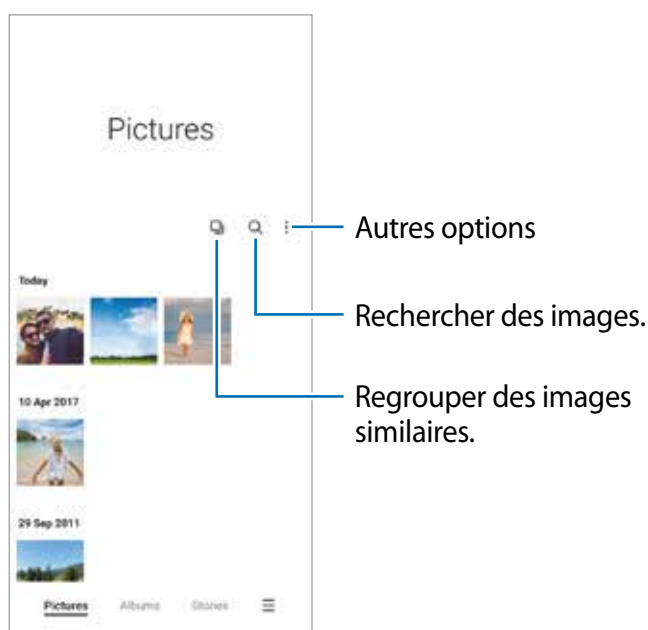 Pictures
Autres options
Today
Rechercher des images.
10 Apr 2017
Regrouper des images
similaires.
29 Sep 2011
Pictures Albums Stories